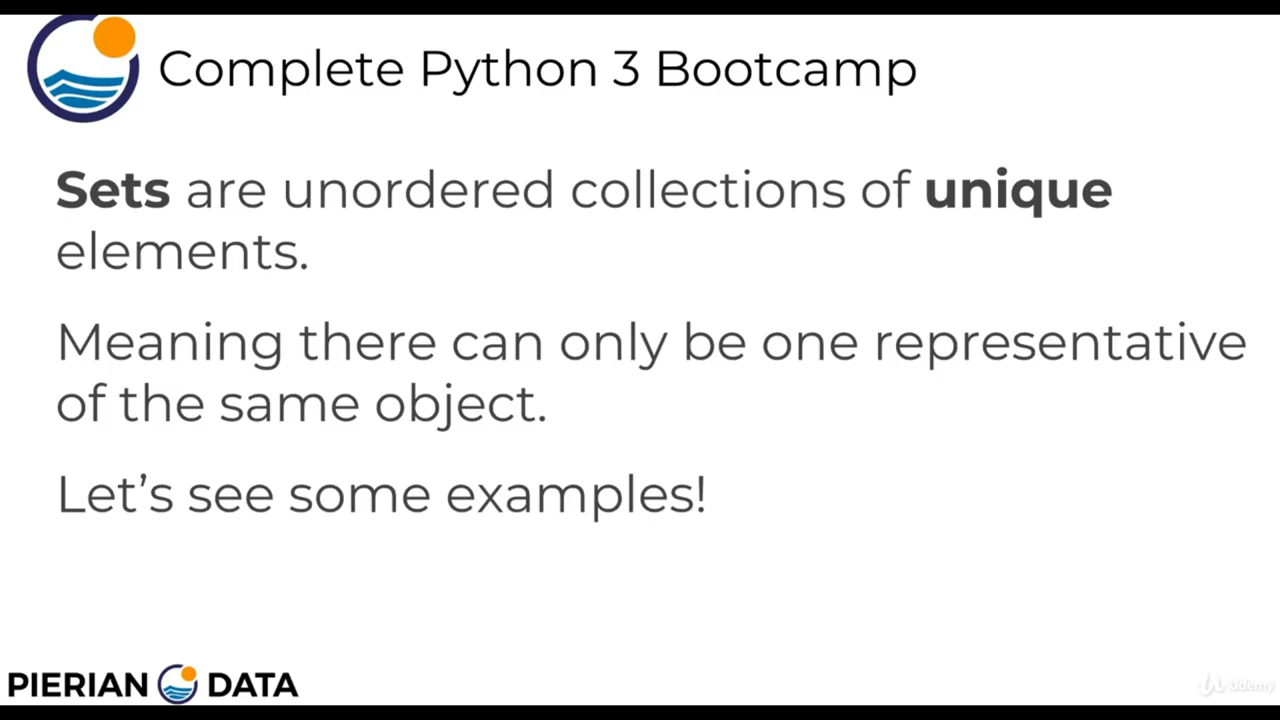 Complete Python 3 Bootcamp
Sets are unordered collections of unique
elements.
Meaning there can only be one representative
of the same object.
Let’s see some examples!
PIERIAN DATA
Udemy